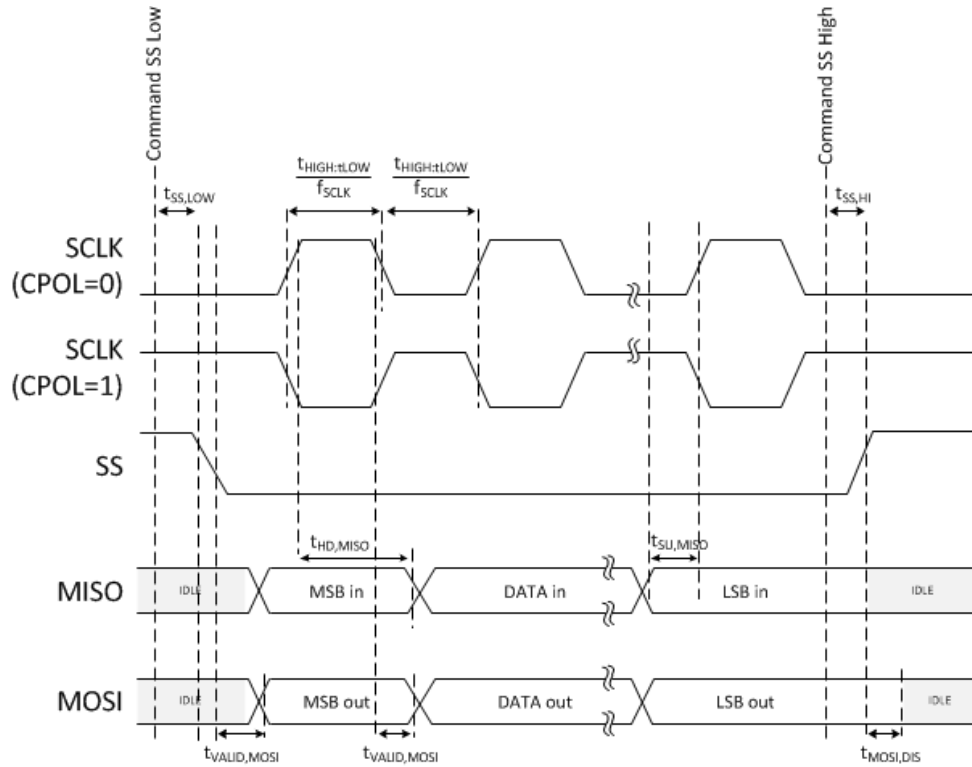 Command SS Low
Command SS High
tHIGH:tLOW
fSCLK
tHIGH:tLOW
fSCLK
tSS,LOW
tSS,HI
SCLK
(CPOL=0)
SCLK
(CPOL=1)
SS
tHD,MISO
tSU,MISO
MISO
IDLE
MSB in
DATA in
LSB in
IDLE
MOSI
IDLE
MSB out
DATA out
LSB out
IDLE
tVALID,MOSI
tVALID,MOSI
tMOSI,DIS